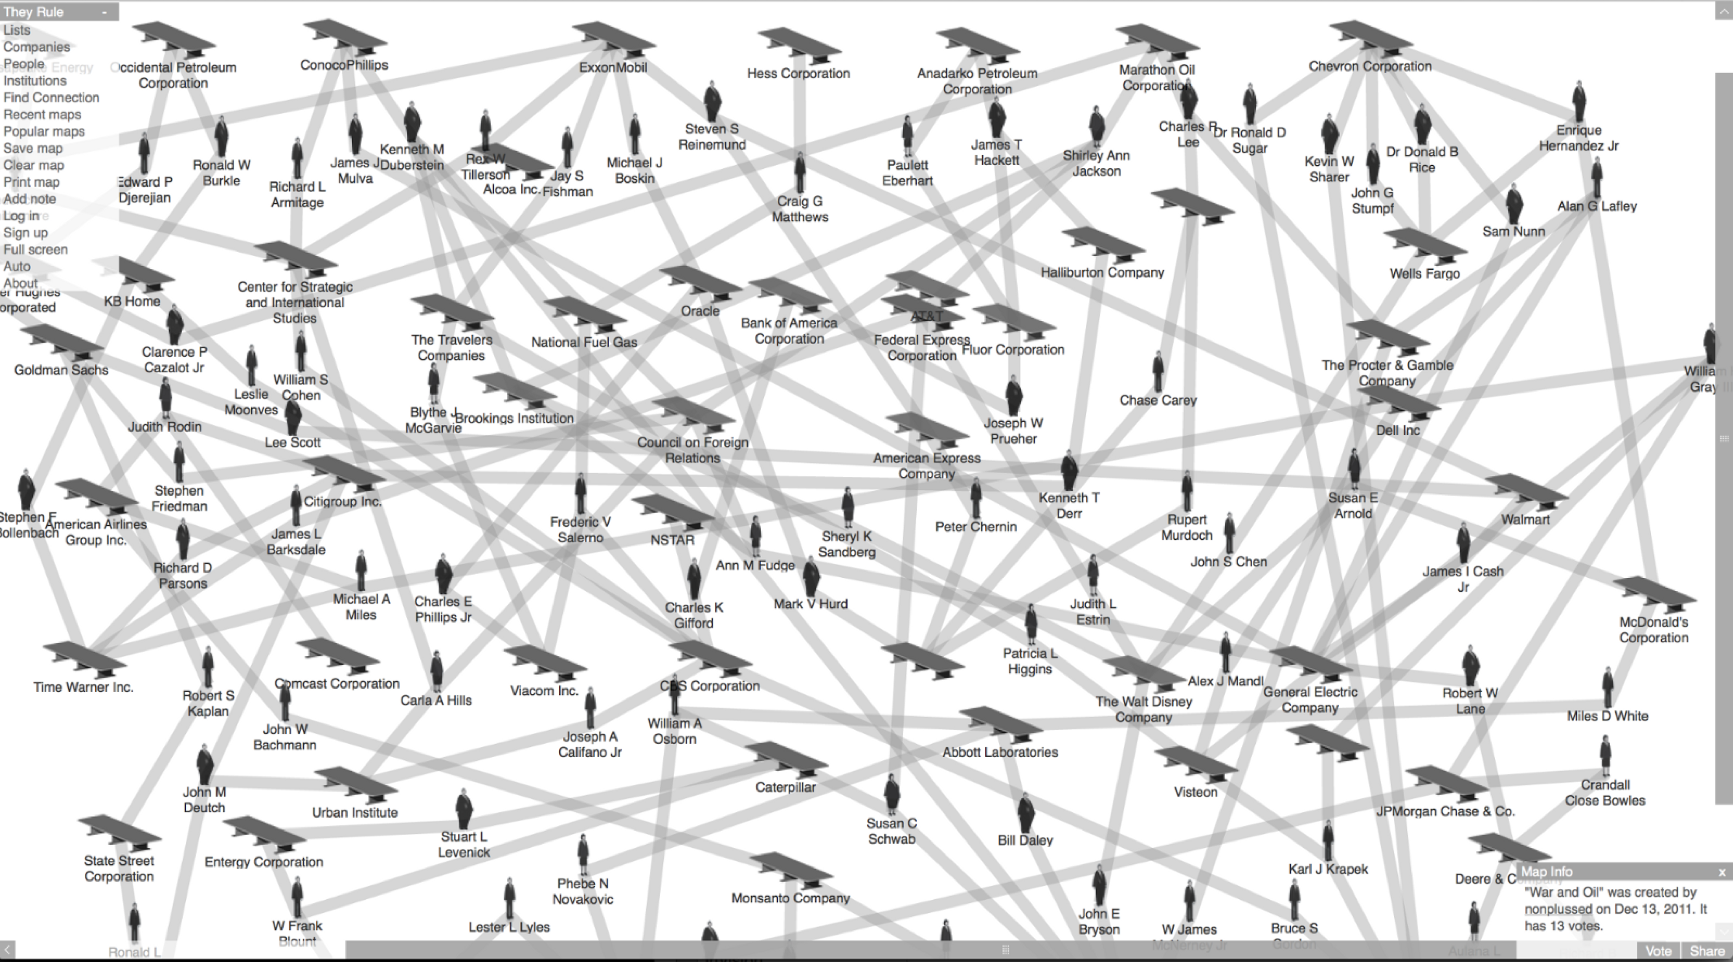 They Rule -
Lists
Companies
People
Institutions
Find Connection
Recent maps
Popular maps
Save map
Clear map
Print map
Add note
Log in
Sign up
Full screen
Auto
About
Energy
Occidental Petroleum
Corporation
ConocoPhillips
ExxonMobil
Hess Corporation
Anadarko Petroleum
Corporation
Marathon Oil
Corporation
Chevron Corporation
Edward P
Djerejian
Ronald W
Burkle
Richard L
Armitage
James J
Mulva
Kenneth M
Duberstein
Rex W
Tillerson
Alcoa Inc.
Jay S
Fishman
Michael J
Boskin
Steven S
Reinemund
Craig G
Matthews
Paulett
Eberhart
James T
Hackett
Shirley Ann
Jackson
Charles R
Lee
Dr Ronald D
Sugar
Kevin W
Sharer
John G
Stumpf
Dr Donald B
Rice
Enrique
Hernandez Jr
Sam Nunn
Alan G Lafley
er Hughes
orporated
KB Home
Center for Strategic
and International
Studies
Halliburton Company
Wells Fargo
Goldman Sachs
Clarence P
Cazalot Jr
Leslie
Moonves
William S
Cohen
The Travelers
Companies
National Fuel Gas
Oracle
Bank of America
Corporation
AT&T
Federal Express
Corporation
Fluor Corporation
The Procter & Gamble
Company
William
Gray III
Judith Rodin
Lee Scott
Blythe J
McGarvie
Brookings Institution
Council on Foreign
Relations
American Express
Company
Joseph W
Prueher
Chase Carey
Dell Inc
Stephen F
Bollenbach
American Airlines
Group Inc.
Stephen
Friedman
Citigroup Inc.
James L
Barksdale
Richard D
Parsons
Frederic V
Salerno
NSTAR
Ann M Fudge
Sheryl K
Sandberg
Peter Chernin
Kenneth T
Derr
Rupert
Murdoch
John S Chen
Susan E
Arnold
Walmart
James I Cash
Jr
Michael A
Miles
Charles E
Phillips Jr
Charles K
Gifford
Mark V Hurd
Judith L
Estrin
McDonald's
Corporation
Time Warner Inc.
Robert S
Kaplan
Comcast Corporation
John W
Bachmann
Carla A Hills
Viacom Inc.
Joseph A
Califano Jr
CBS Corporation
William A
Osborn
Patricia L
Higgins
The Walt Disney
Company
Alex J Mandl
General Electric
Company
Robert W
Lane
Miles D White
John M
Deutch
Urban Institute
Caterpillar
Abbott Laboratories
Visteon
JPMorgan Chase & Co.
Crandall
Close Bowles
State Street
Corporation
Entergy Corporation
Stuart L
Levenick
Susan C
Schwab
Bill Daley
Karl J Krapek
Deere & Company
Ronald L
W Frank
Blount
Lester L Lyles
Phebe N
Novakovic
Monsanto Company
John E
Bryson
W James
McNerney Jr
Bruce S
Gordon
Aulana L
Map Info x
"War and Oil" was created by
nonplussed on Dec 13, 2011. It
has 13 votes.
Vote Share